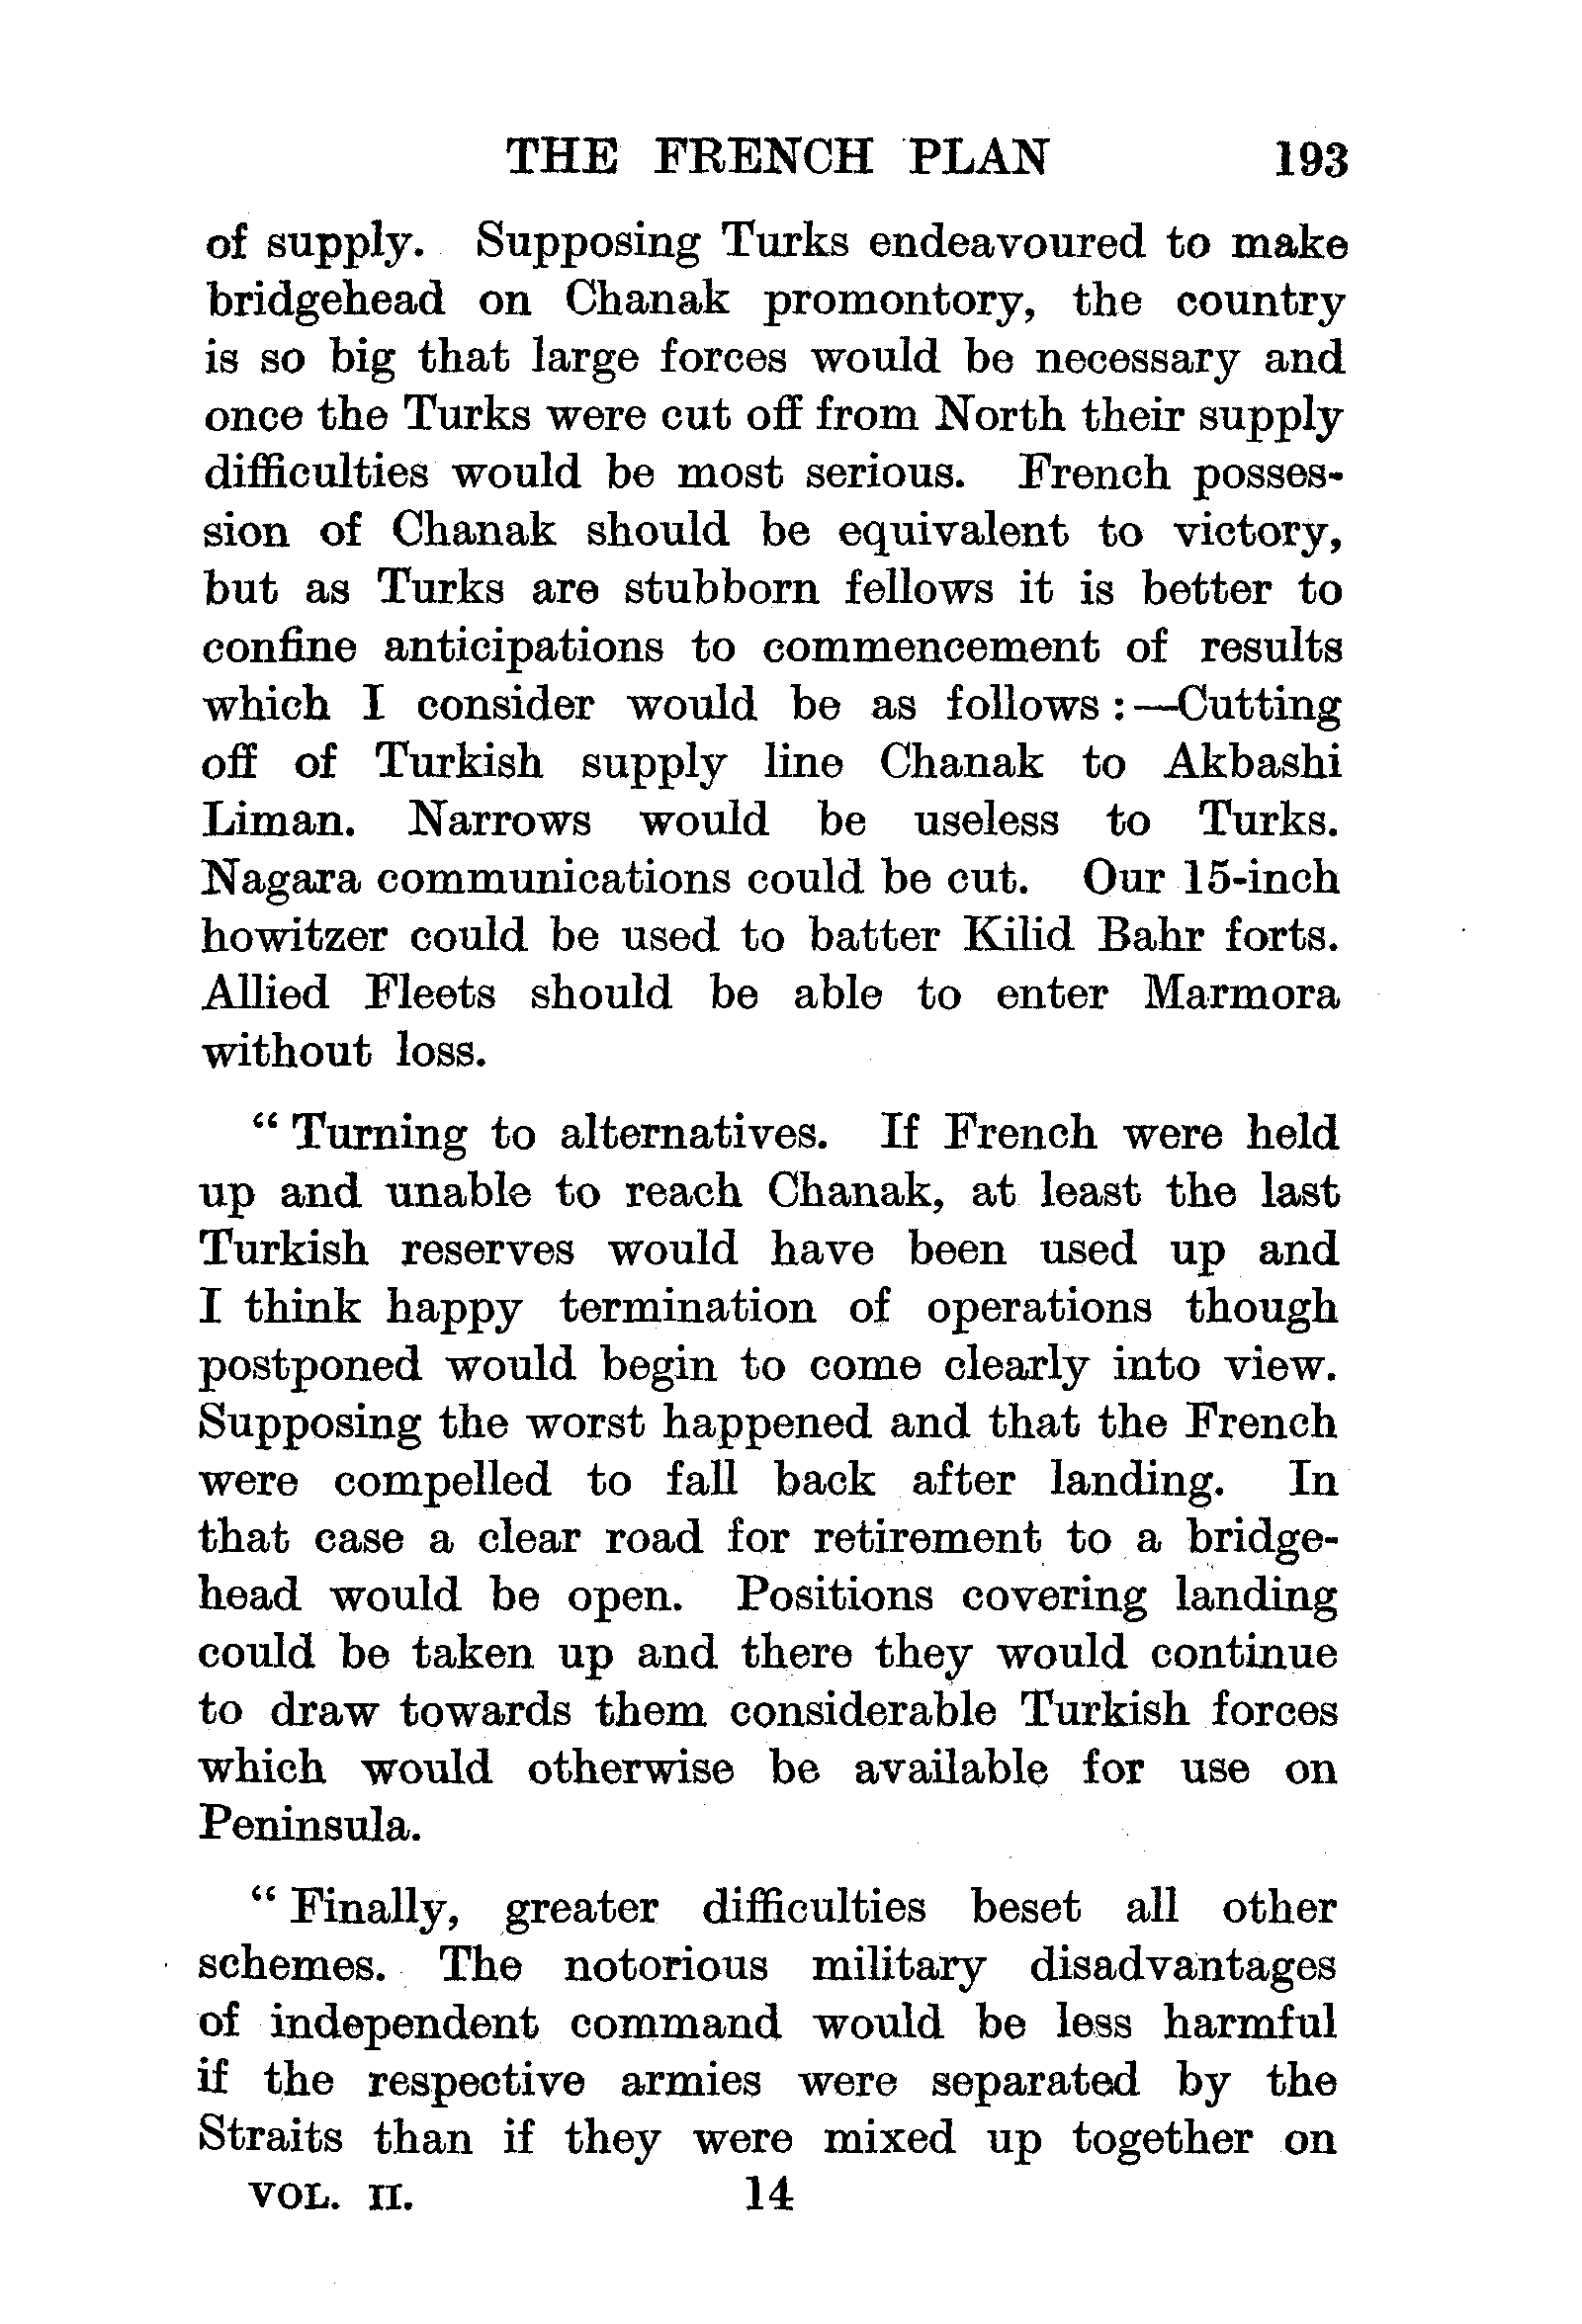 THE FRENCH PLAN 193
of supply. Supposing Turks endeavoured to make
bridgehead on Chanak promontory, the country
is so big that large forces would be necessary and
once the Turks were cut off from North their supply
difficulties would be most serious. French posses-
sion of Chanak should be equivalent to victory,
but as Turks are stubborn fellows it is better to
confine anticipations to commencement of results
which I consider would be as follows :—Cutting
off of Turkish supply line Chanak to Akbashi
Liman. Narrows would be useless to Turks.
Nagara communications could be cut. Our 15-inch
howitzer could be used to batter Kilid Bahr forts.
Allied Fleets should be able to enter Marmora
without loss.
“ Turning to alternatives. If French were held
up and unable to reach Chanak, at least the last
Turkish reserves would have been used up and
I think happy termination of operations though
postponed would begin to come clearly into view.
Supposing the worst happened and that the French
were compelled to fall back after landing. In
that case a clear road for retirement to a bridge-
head would be open. Positions covering landing
could be taken up and there they would continue
to draw towards them considerable Turkish forces
which would otherwise be available for use on
Peninsula.
“ Finally, greater difficulties beset all other
schemes. The notorious military disadvantages
of independent command would be less harmful
if the respective armies were separated by the
Straits than if they were mixed up together on
VOL. II. 14